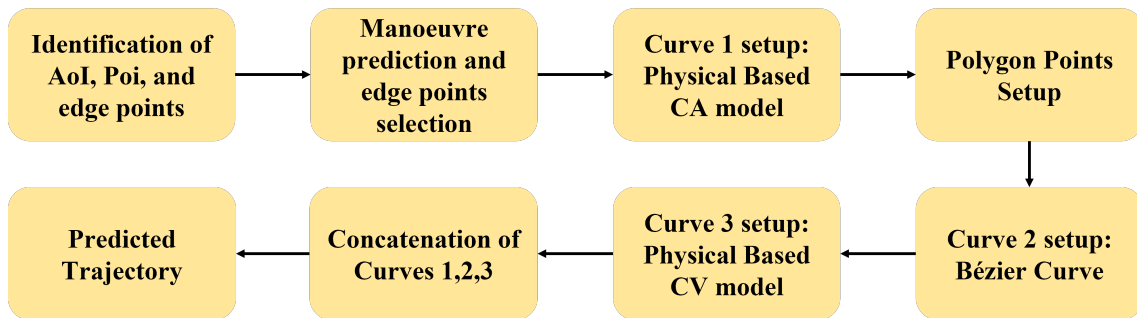 Identification of
AoI, Poi, and
edge points
Manoeuvre
prediction and
edge points
selection
Curve 1 setup:
Physical Based
CA model
Polygon Points
Setup
Curve 2 setup:
Bézier Curve
Curve 3 setup:
Physical Based
CV model
Concatenation of
Curves 1,2,3
Predicted
Trajectory